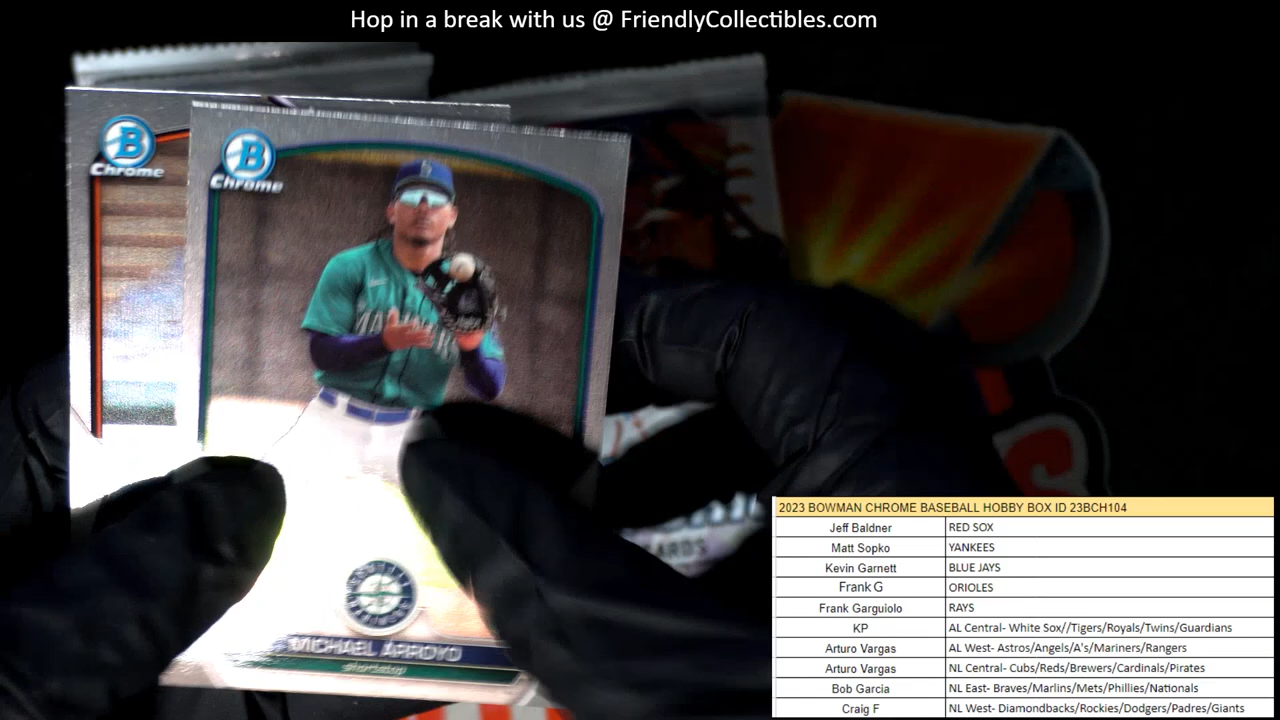 Hop in a break with us @ FriendlyCollectibles.com
B
Chrome
B
Chrome
MARINERS
MICHAEL ARROYO
shortstop
2023 BOWMAN CHROME BASEBALL HOBBY BOX ID 23BCH104
Jeff Baldner RED SOX
Matt Sopko YANKEES
Kevin Garnett BLUE JAYS
Frank G ORIOLES
Frank Garguiolo RAYS
KP AL Central- White Sox//Tigers/Royals/Twins/Guardians
Arturo Vargas AL West- Astros/Angels/A's/Mariners/Rangers
Arturo Vargas NL Central- Cubs/Reds/Brewers/Cardinals/Pirates
Bob Garcia NL East- Braves/Marlins/Mets/Phillies/Nationals
Craig F NL West- Diamondbacks/Rockies/Dodgers/Padres/Giants